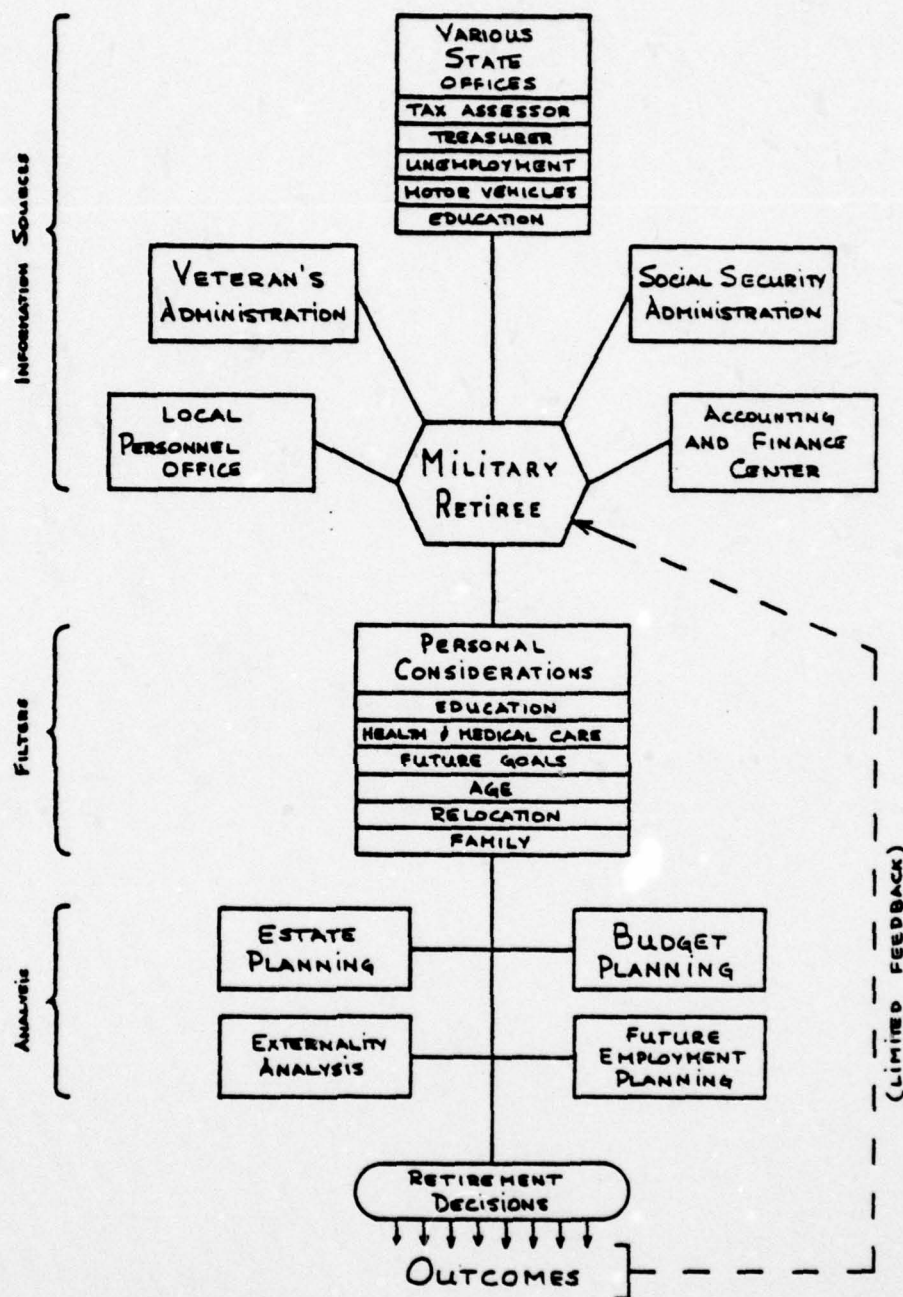 VARIOUS
STATE
OFFICES
TAX ASSESSOR
TREASURER
UNEMPLOYMENT
MOTOR VEHICLES
EDUCATION
INFORMATION SOURCES
VETERAN'S
ADMINISTRATION
SOCIAL SECURITY
ADMINISTRATION
LOCAL
PERSONNEL
OFFICE
MILITARY
RETIREE
ACCOUNTING
AND FINANCE
CENTER
FILTERS
PERSONAL
CONSIDERATIONS
EDUCATION
HEALTH & MEDICAL CARE
FUTURE GOALS
AGE
RELOCATION
FAMILY
ANALYSIS
ESTATE
PLANNING
BUDGET
PLANNING
EXTERNALITY
ANALYSIS
FUTURE
EMPLOYMENT
PLANNING
(LIMITED FEEDBACK)
RETIREMENT
DECISIONS
OUTCOMES